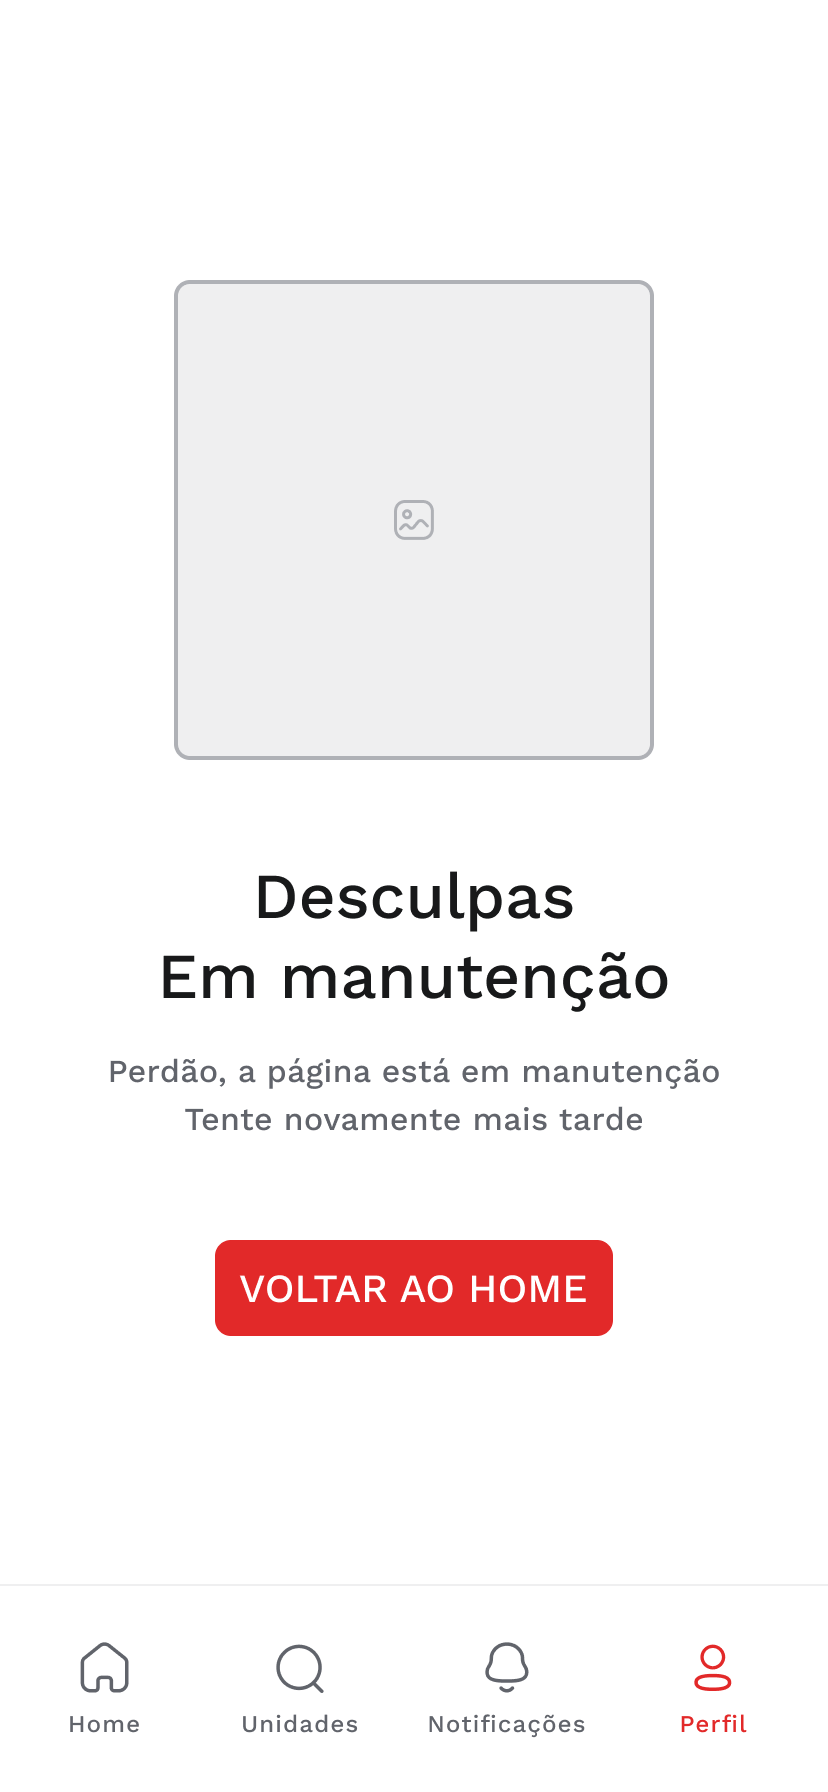 Desculpas
Em manutenção
Perdão, a página está em manutenção
Tente novamente mais tarde
VOLTAR AO HOME
Home
Unidades
Notificações
Perfil